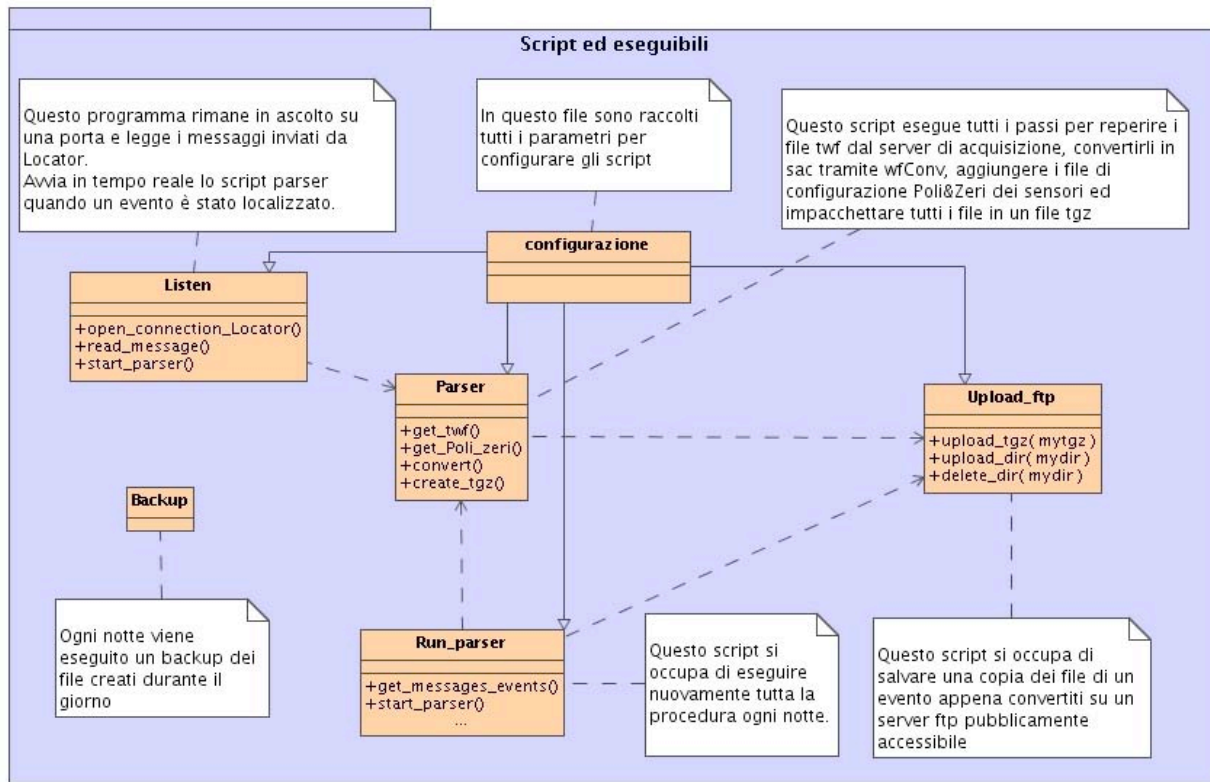 Script ed eseguibili
Questo programma rimane in ascolto su
una porta e legge i messaggi inviati da
Locator.
Avvia in tempo reale lo script parser
quando un evento è stato localizzato.
In questo file sono raccolti
tutti i parametri per
configurare gli script
Questo script esegue tutti i passi per reperire i
file twf dal server di acquisizione, convertirli in
sac tramite wfConv, aggiungere i file di
configurazione Poli&Zeri dei sensori ed
impacchettare tutti i file in un file tgz
configurazione
Listen
+open_connection_Locator()
+read_message()
+start_parser()
Parser
+get_twf()
+get_Poli_zeri()
+convert()
+create_tgz()
Upload_ftp
+upload_tgz( mytgz )
+upload_dir( mydir )
+delete_dir( mydir )
Backup
Ogni notte viene
eseguito un backup dei
file creati durante il
giorno
Run_parser
+get_messages_events()
+start_parser()
...
Questo script si
occupa di eseguire
nuovamente tutta la
procedura ogni notte.
Questo script si occupa di
salvare una copia dei file di un
evento appena convertiti su un
server ftp pubblicamente
accessibile